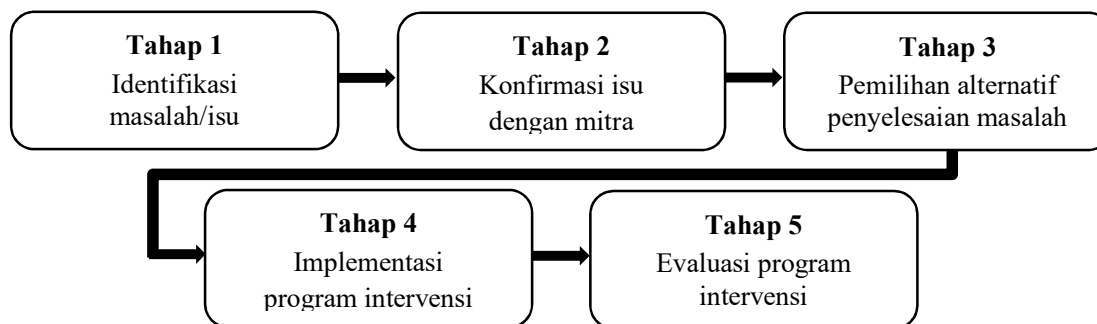 Tahap 1
Identifikasi
masalah/isu
Tahap 2
Konfirmasi isu
dengan mitra
Tahap 3
Pemilihan alternatif
penyelesaian masalah
Tahap 4
Implementasi
program intervensi
Tahap 5
Evaluasi program
intervensi